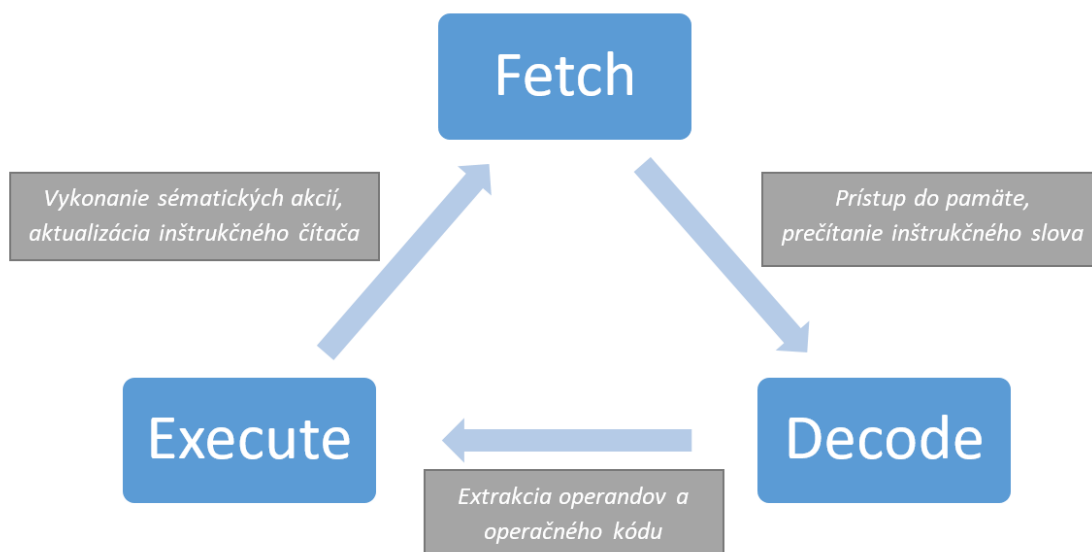 Fetch
Vykonanie sématických akcií,
aktualizácia inštrukčného čítača
Prístup do pamäte,
prečítanie inštrukčného slova
Execute
Decode
Extrakcia operandov a
operačného kódu